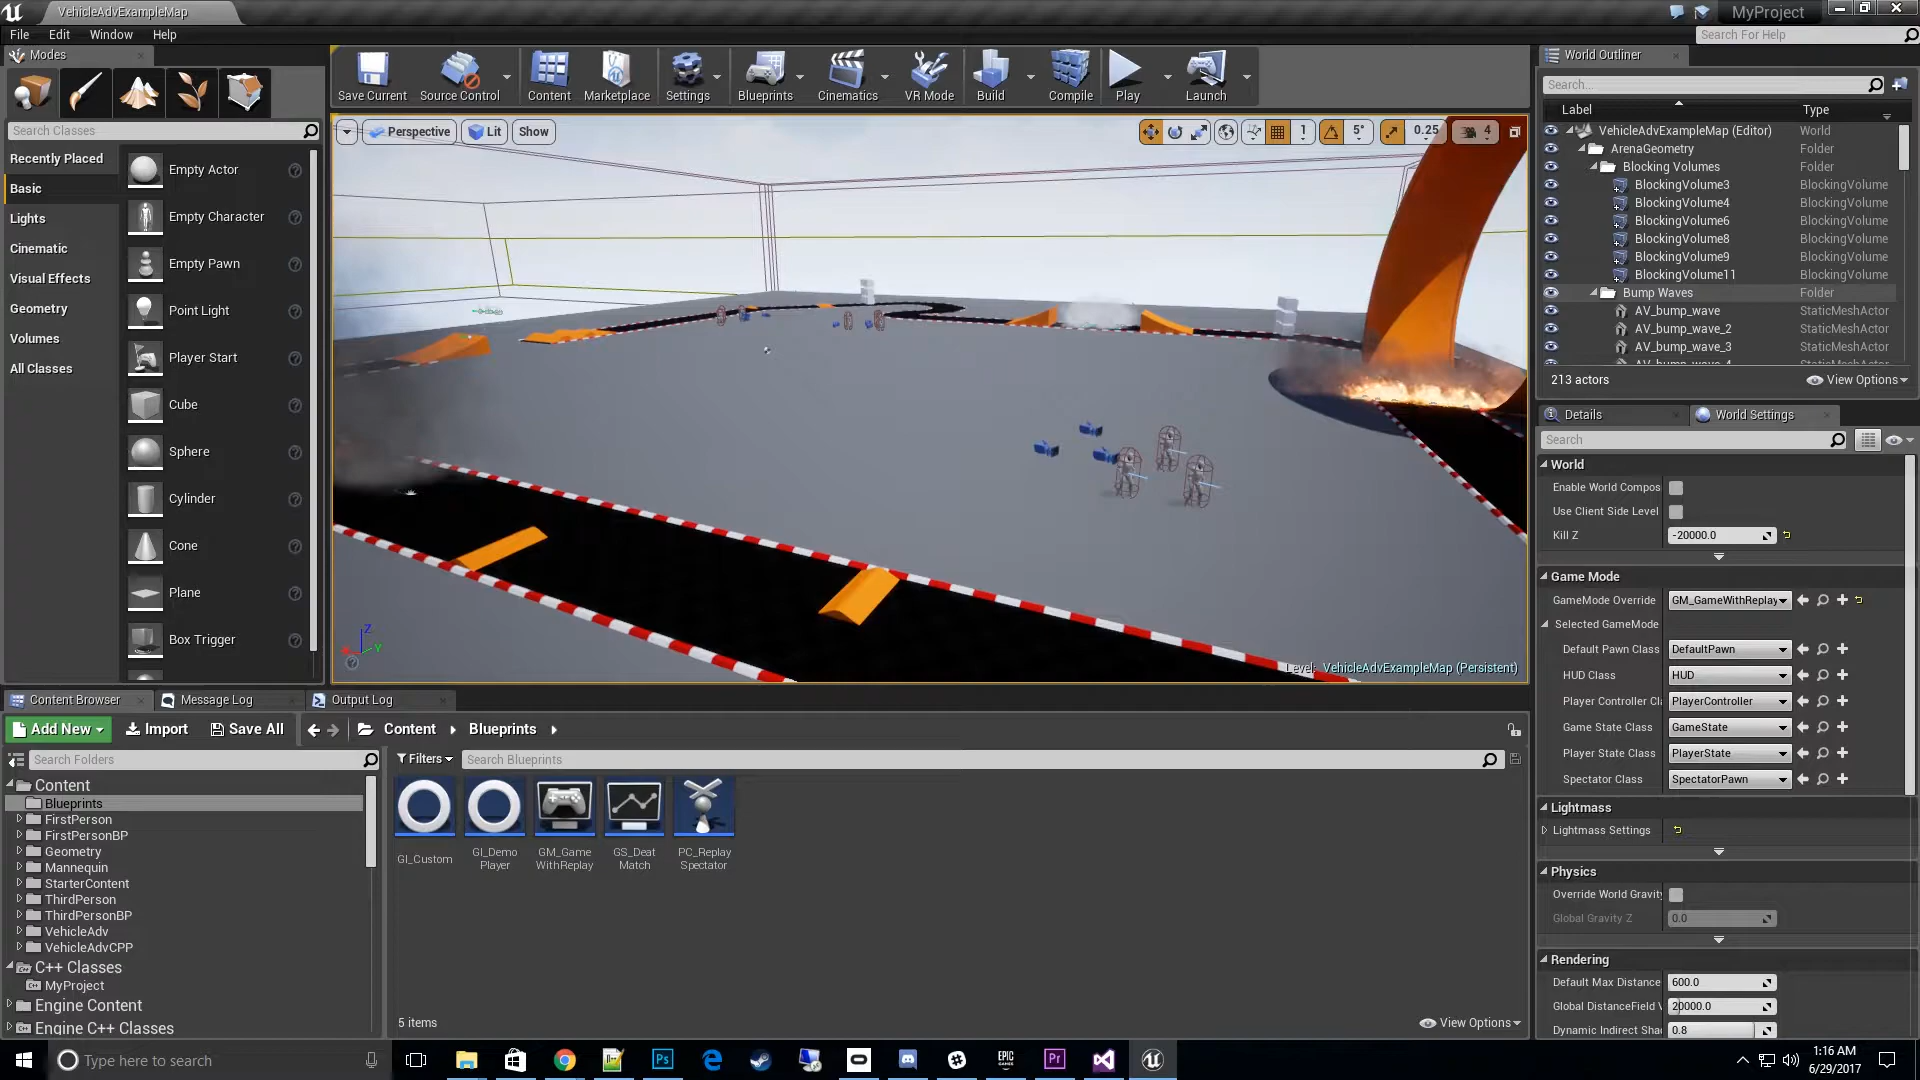 VehicleAdvExampleMap
MyProject
File Edit Window Help
Search For Help
Modes
Search Classes
Recently Placed
Basic
Lights
Cinematic
Visual Effects
Geometry
Volumes
All Classes
Empty Actor
Empty Character
Empty Pawn
Point Light
Player Start
Cube
Sphere
Cylinder
Cone
Plane
Box Trigger
Save Current Source Control Content Marketplace Settings Blueprints Cinematics VR Mode Build Compile Play Launch
Perspective Lit Show
1 5° 0.25 4
Z
Y
Level: VehicleAdvExampleMap (Persistent)
World Outliner
Search...
Label Type
VehicleAdvExampleMap (Editor) World
ArenaGeometry Folder
Blocking Volumes Folder
BlockingVolume3 BlockingVolume
BlockingVolume4 BlockingVolume
BlockingVolume6 BlockingVolume
BlockingVolume8 BlockingVolume
BlockingVolume9 BlockingVolume
BlockingVolume11 BlockingVolume
Bump Waves Folder
AV_bump_wave StaticMeshActor
AV_bump_wave_2 StaticMeshActor
AV_bump_wave_3 StaticMeshActor
AV_bump_wave_4 StaticMeshActor
213 actors View Options
Details World Settings
Search
World
Enable World Compos
Use Client Side Level
Kill Z -20000.0
Game Mode
GameMode Override GM_GameWithReplay
Selected GameMode
Default Pawn Class DefaultPawn
HUD Class HUD
Player Controller Cl PlayerController
Game State Class GameState
Player State Class PlayerState
Spectator Class SpectatorPawn
Lightmass
Lightmass Settings
Physics
Override World Gravity
Global Gravity Z 0.0
Rendering
Default Max Distance 600.0
Global DistanceField V 20000.0
Dynamic Indirect Sha 0.8
Content Browser Message Log Output Log
Add New Import Save All Content Blueprints
Search Folders
Filters Search Blueprints
Content
Blueprints
FirstPerson
FirstPersonBP
Geometry
Mannequin
StarterContent
ThirdPerson
ThirdPersonBP
VehicleAdv
VehicleAdvCPP
C++ Classes
MyProject
Engine Content
Engine C++ Classes
GI_Custom
GI_Demo
Player
GM_Game
WithReplay
GS_Deat
Match
PC_Replay
Spectator
5 items View Options
Type here to search
Ps
EPIC
GAMES
Pr
1:16 AM
6/29/2017